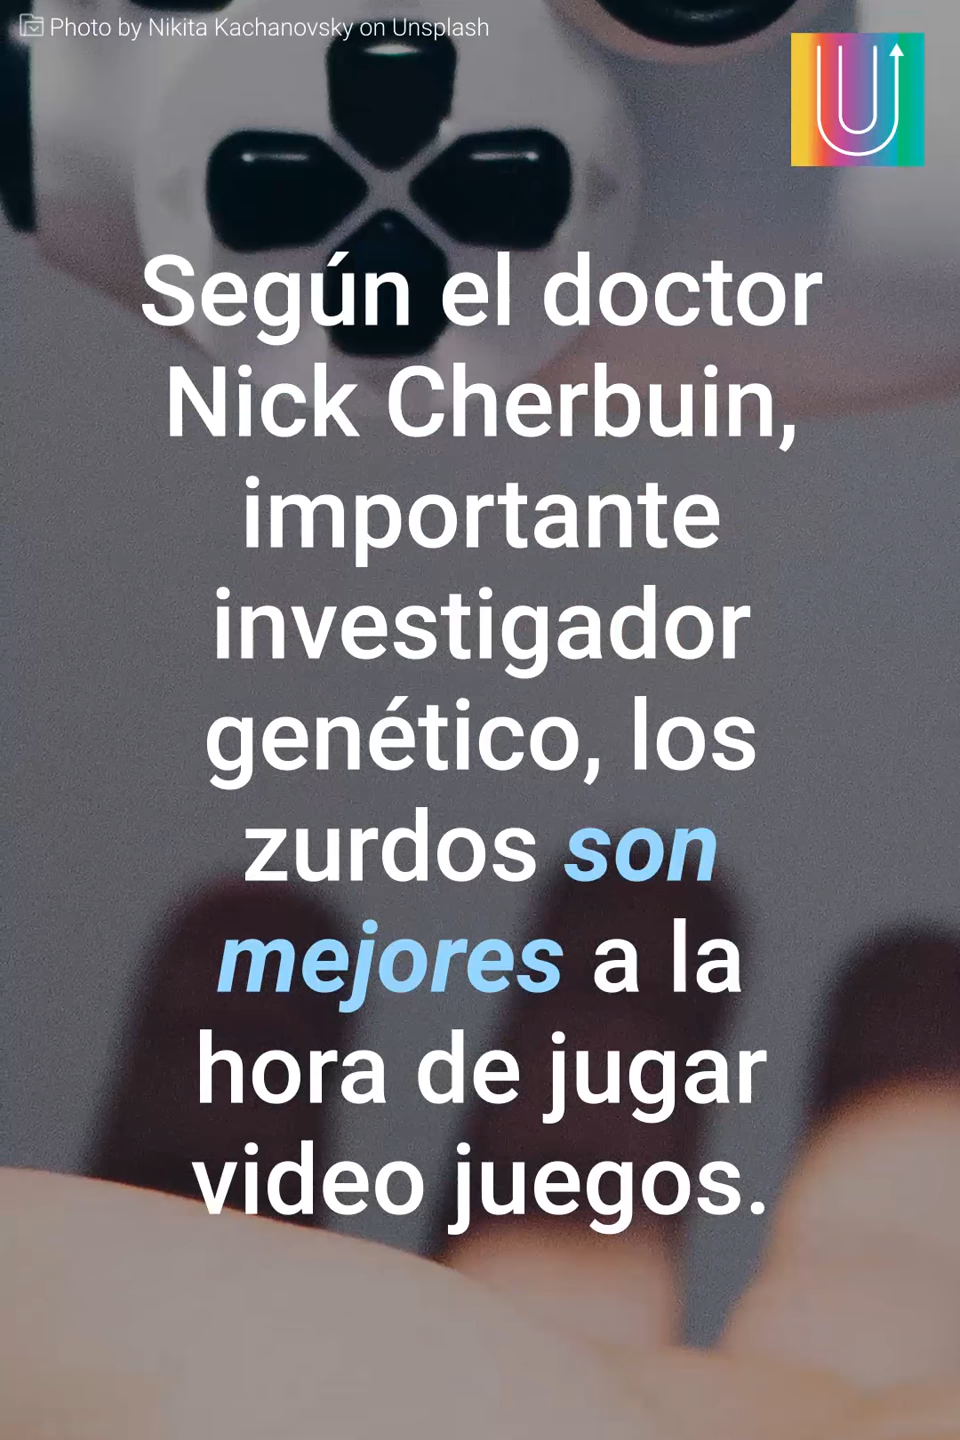 Photo by Nikita Kachanovsky on Unsplash
U
Según el doctor
Nick Cherbuin,
importante
investigador
genético, los
zurdos son
mejores a la
hora de jugar
video juegos.